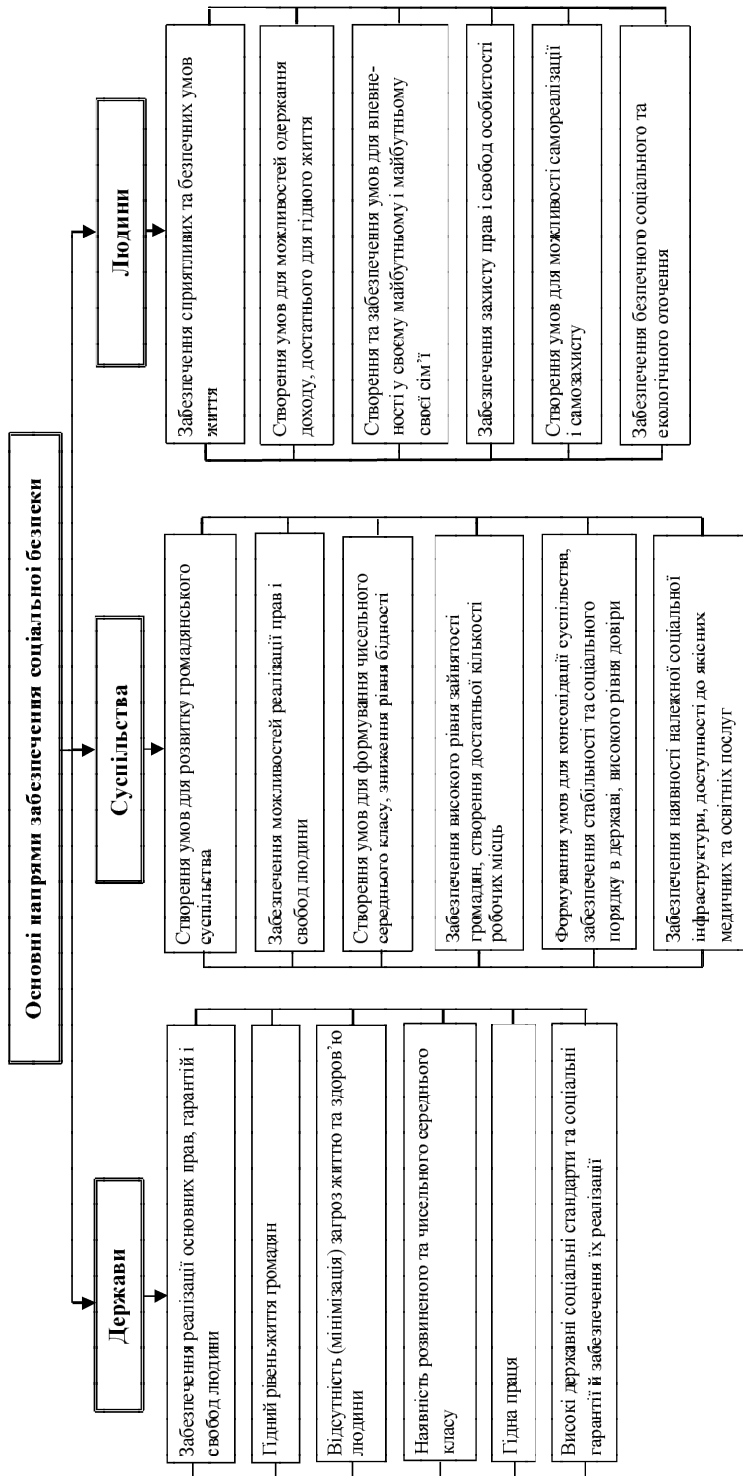 Основні напрями забезпечення соціальної безпеки
Держави
Забезпечення реалізації основних прав, гарантій і
свобод людини
Гідний рівень життя громадян
Відсутність (мінімізація) загроз життю та здоров'ю
людини
Наявність розвиненого та чисельного середнього
класу
Гідна праця
Високі державні соціальні стандарти та соціальні
гарантії й забезпечення їх реалізації
Суспільства
Створення умов для розвитку громадянського
суспільства
Забезпечення можливостей реалізації прав і
свобод людини
Створення умов для формування чисельного
середнього класу, зниження рівня бідності
Забезпечення високого рівня зайнятості
громадян, створення достатньої кількості
робочих місць
Формування умов для консолідації суспільства,
забезпечення стабільності та соціального
порядку в державі, високого рівня довіри
Забезпечення наявності належної соціальної
інфраструктури, доступності до якісних
медичних та освітніх послуг
Людини
Забезпечення сприятливих та безпечних умов
життя
Створення умов для можливостей одержання
доходу, достатнього для гідного життя
Створення та забезпечення умов для впевне-
ності у своєму майбутньому і майбутньому
своєї сім'ї
Забезпечення захисту прав і свобод особистості
Створення умов для можливості самореалізації
і самозахисту
Забезпечення безпечного соціального та
екологічного оточення